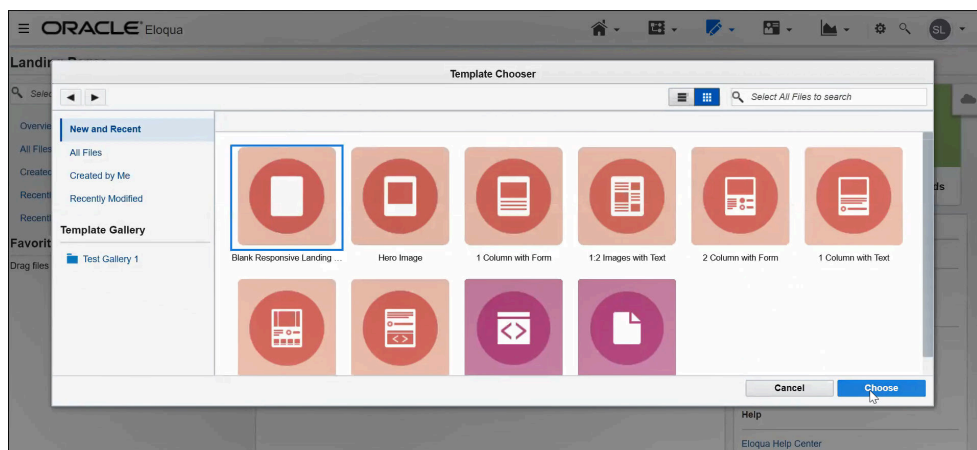 ORACLE Eloqua
SL
Template Chooser
Select All Files to search
New and Recent
All Files
Created by Me
Recently Modified
Template Gallery
Test Gallery 1
Blank Responsive Landing ...
Hero Image
1 Column with Form
1:2 Images with Text
2 Column with Form
1 Column with Text
Cancel
Choose
Overvie
All Files
Created
Recentl
Recentl
Favorit
Drag files
ds
Help
Eloqua Help Center